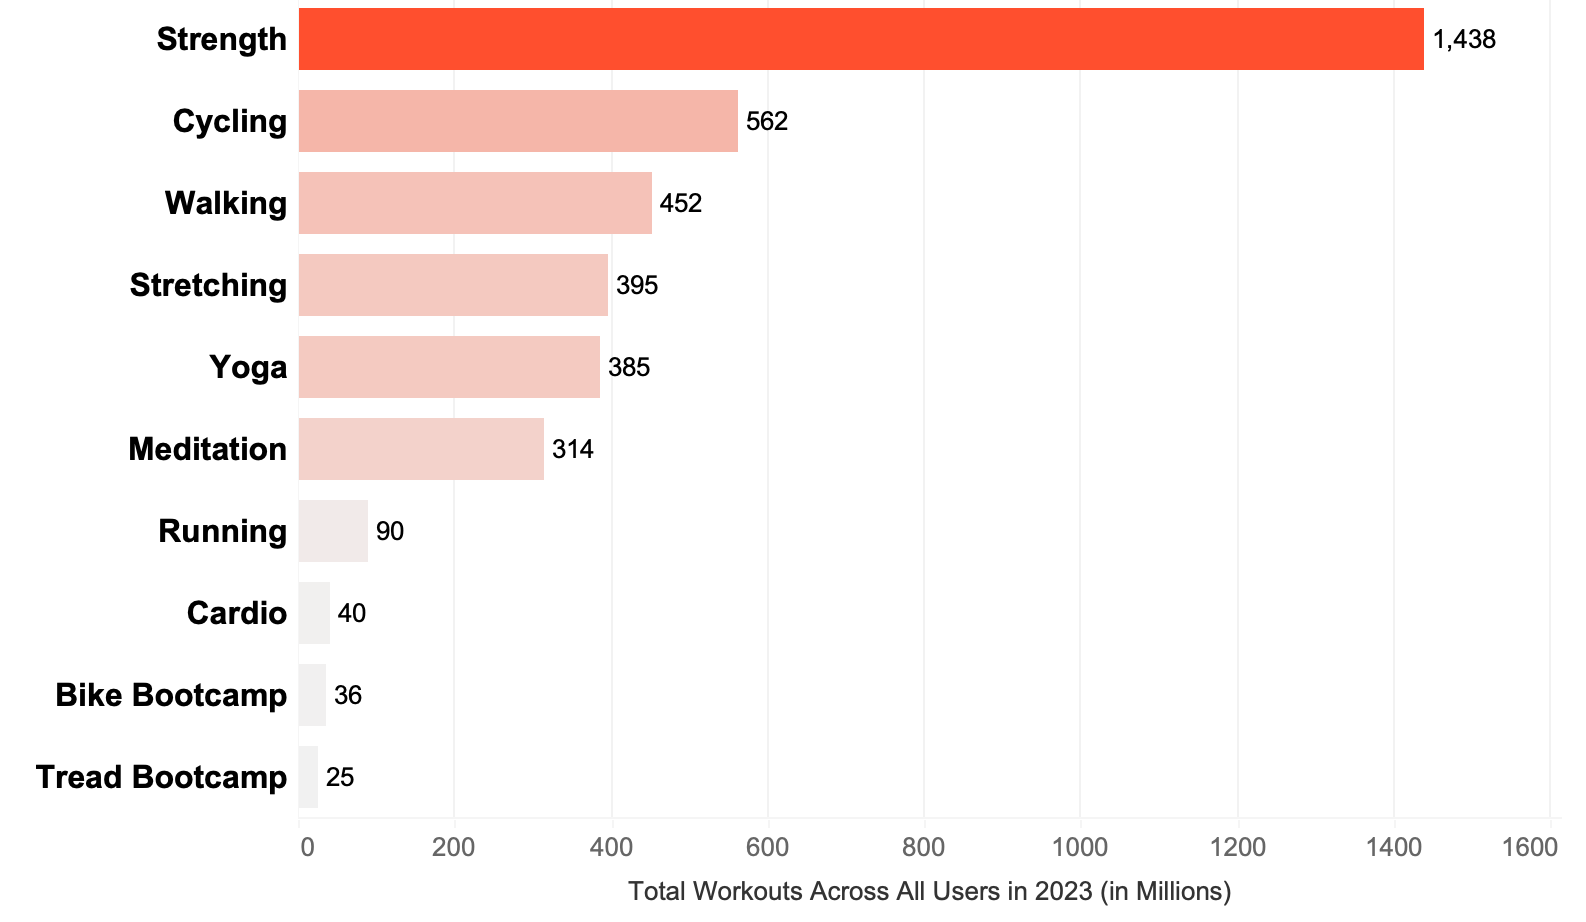 Strength 1,438
Cycling 562
Walking 452
Stretching 395
Yoga 385
Meditation 314
Running 90
Cardio 40
Bike Bootcamp 36
Tread Bootcamp 25
0 200 400 600 800 1000 1200 1400 1600
Total Workouts Across All Users in 2023 (in Millions)